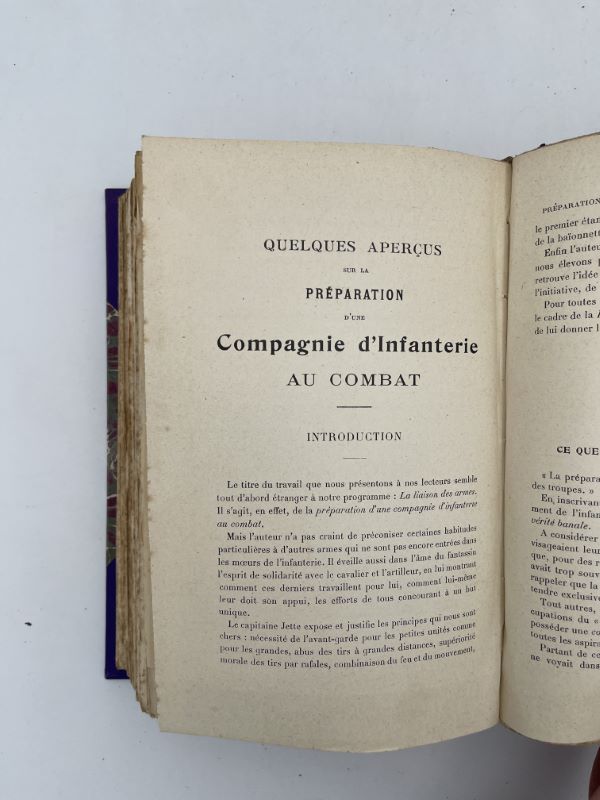 QUELQUES APERÇUS
SUR LA
PRÉPARATION
D'UNE
Compagnie d'Infanterie
AU COMBAT
INTRODUCTION
Le titre du travail que nous présentons à nos lecteurs semble
tout d'abord étranger à notre programme : La liaison des armes.
Il s'agit, en effet, de la préparation d'une compagnie d'infanterie
au combat.
Mais l'auteur n'a pas craint de préconiser certaines habitudes
particulières à d'autres armes qui ne sont pas encore entrées dans
les mœurs de l'infanterie. Il éveille aussi dans l'âme du fantassin
l'esprit de solidarité avec le cavalier et l'artilleur, en lui montrant
comment ces derniers travaillent pour lui, comment lui-même
leur doit son appui, les efforts de tous concourant à un but
unique.
Le capitaine Jette expose et justifie les principes qui nous sont
chers : nécessité de l'avant-garde pour les petites unités comme
pour les grandes, abus des tirs à grandes distances, supériorité
morale des tirs par rafales, combinaison du feu et du mouvement,
PRÉPARATION
le premier étan
de la baïonnett
Enfin l'auteu
nous élevons p
retrouve l'idée
l'initiative, de
Pour toutes
le cadre de la
de lui donner l
CE QUE
« La prépara
des troupes. »
En, inscrivan
ment de l'infan
vérité banale.
A considérer
visageaient leur
que, pour des r
avait trop souv
rappeler que la
tendre exclusive
Tout autres,
cupations du «
posséder une co
toutes les aspira
Partant de ce
ne voyait dans